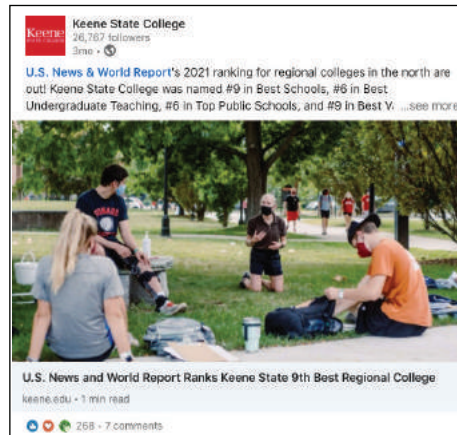 Keene
Keene State College
26,767 followers
3mo •
U.S. News & World Report's 2021 ranking for regional colleges in the north are
out! Keene State College was named #9 in Best Schools, #6 in Best
Undergraduate Teaching, #6 in Top Public Schools, and #9 in Best V. ...see more
U.S. News and World Report Ranks Keene State 9th Best Regional College
keene.edu • 1 min read
268 • 7 comments